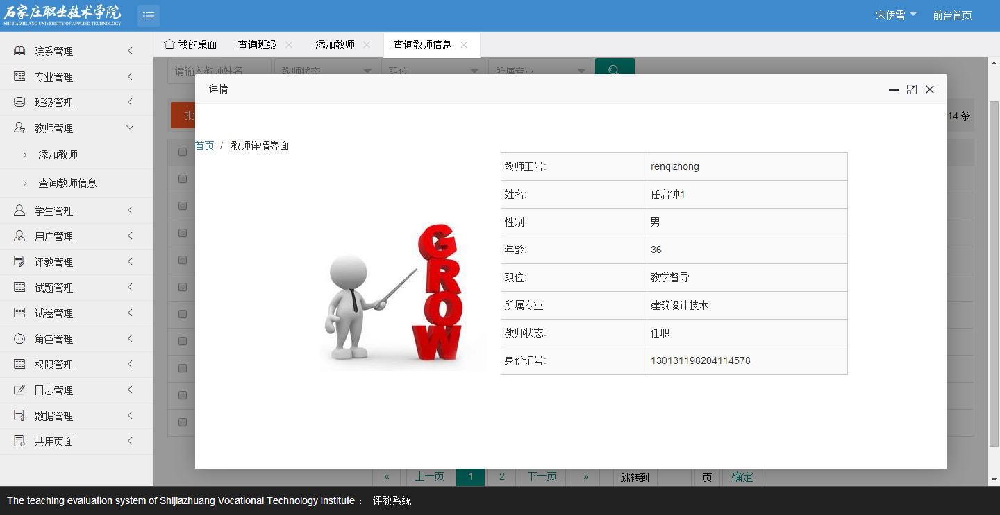 石家庄职业技术学院
SHI JIA ZHUANG UNIVERSITY OF APPLIED TECHNOLOGY
宋伊雪 前台首页
院系管理
专业管理
班级管理
教师管理
添加教师
查询教师信息
学生管理
用户管理
评教管理
试题管理
试卷管理
角色管理
权限管理
日志管理
数据管理
共用页面
我的桌面 查询班级 添加教师 查询教师信息
请输入教师姓名 教师状态 职位 所属专业
批
14 条
详情
首页 / 教师详情界面
GROW
教师工号: renqizhong
姓名: 任启钟1
性别: 男
年龄: 36
职位: 教学督导
所属专业 建筑设计技术
教师状态: 任职
身份证号: 130131198204114578
« 上一页 1 2 下一页 » 跳转到 页 确定
The teaching evaluation system of Shijiazhuang Vocational Technology Institute ： 评教系统